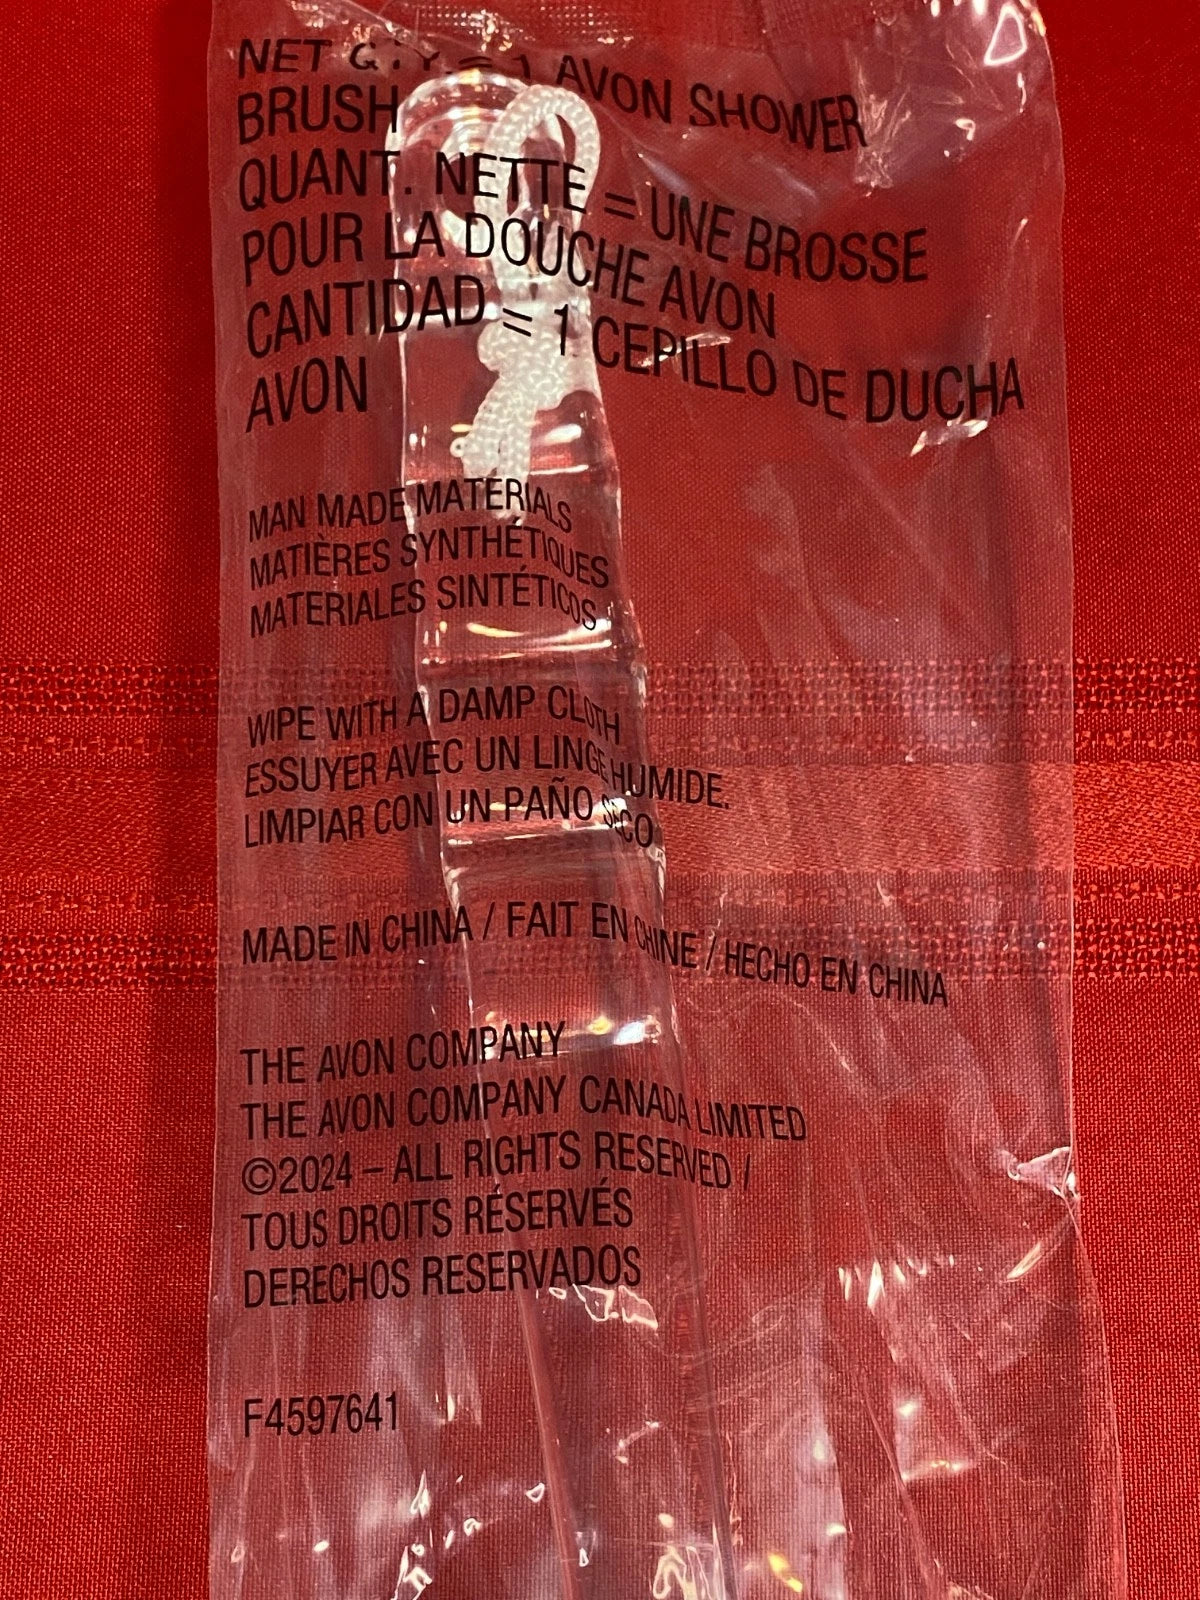 NET QTY. = 1 AVON SHOWER
BRUSH
QUANT. NETTE = UNE BROSSE
POUR LA DOUCHE AVON
CANTIDAD = 1 CEPILLO DE DUCHA
AVON
MAN MADE MATERIALS
MATIÈRES SYNTHÉTIQUES
MATERIALES SINTÉTICOS
WIPE WITH A DAMP CLOTH
ESSUYER AVEC UN LINGE HUMIDE.
LIMPIAR CON UN PAÑO SECO
MADE IN CHINA / FAIT EN CHINE / HECHO EN CHINA
THE AVON COMPANY
THE AVON COMPANY CANADA LIMITED
©2024 – ALL RIGHTS RESERVED /
TOUS DROITS RÉSERVÉS
DERECHOS RESERVADOS
F4597641